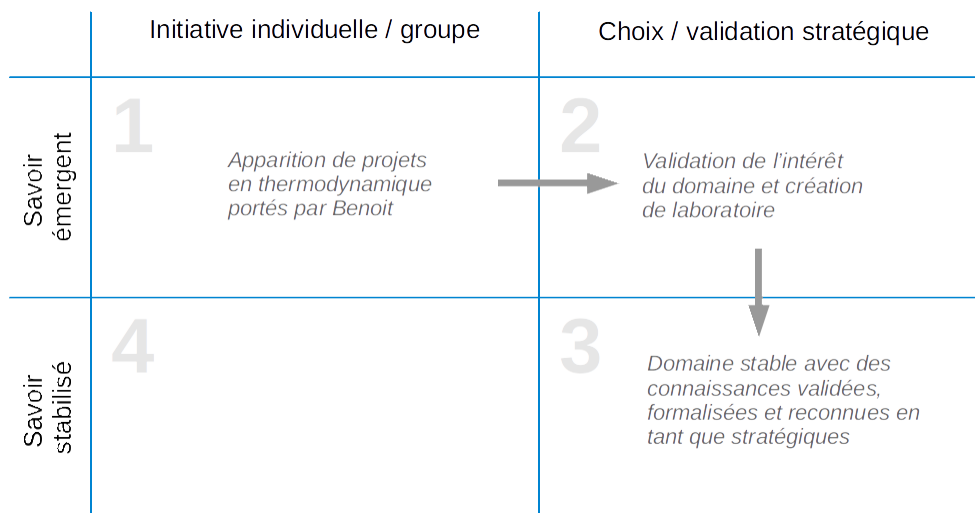 Initiative individuelle / groupe
Choix / validation stratégique
Savoir
émergent
1
Apparition de projets
en thermodynamique
portés par Benoit
2
Validation de l'intérêt
du domaine et création
de laboratoire
Savoir
stabilisé
4
3
Domaine stable avec des
connaissances validées,
formalisées et reconnues en
tant que stratégiques